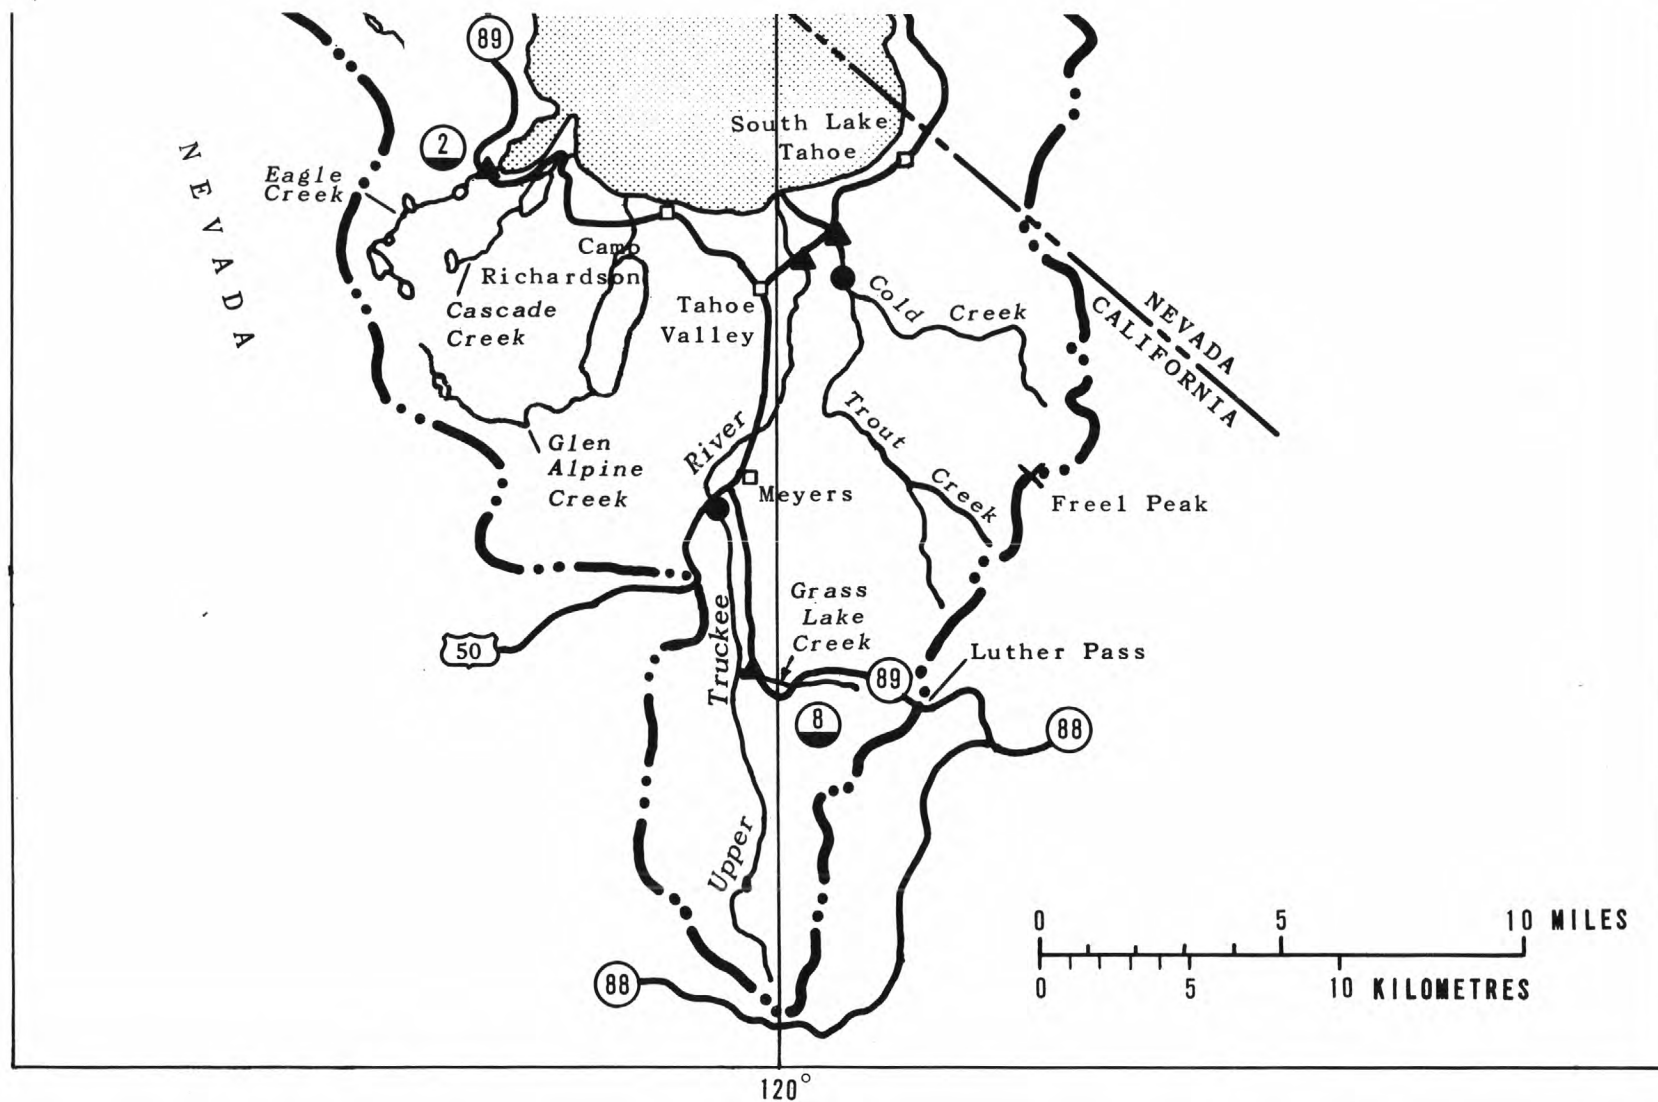 89
2
South Lake
Tahoe
NEVADA
Eagle
Creek
Camp
Richardson
Cascade
Creek
Tahoe
Valley
Cold Creek
NEVADA
CALIFORNIA
Glen
Alpine
Creek
River
Trout
Creek
Meyers
Freel Peak
Grass
Lake
Creek
50
Truckee
Luther Pass
89
8
88
Upper
0 5 10 MILES
0 5 10 KILOMETRES
88
120°